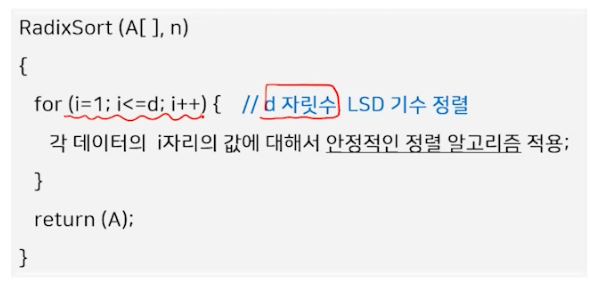 RadixSort (A[ ], n)
{
for (i=1; i<=d; i++) { // d 자릿수 LSD 기수 정렬
각 데이터의 i자리의 값에 대해서 안정적인 정렬 알고리즘 적용;
}
return (A);
}